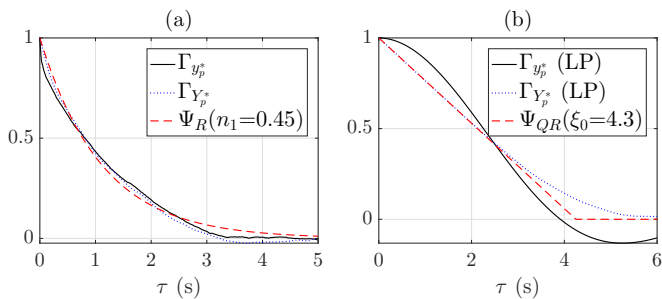 (a)
1
0.5
0
0 1 2 3 4 5
τ (s)
Γ_{y_p^*}
Γ_{Y_p^*}
Ψ_R(n_1=0.45)
(b)
1
0.5
0
0 2 4 6
τ (s)
Γ_{y_p^*} (LP)
Γ_{Y_p^*} (LP)
Ψ_{QR}(ξ_0=4.3)